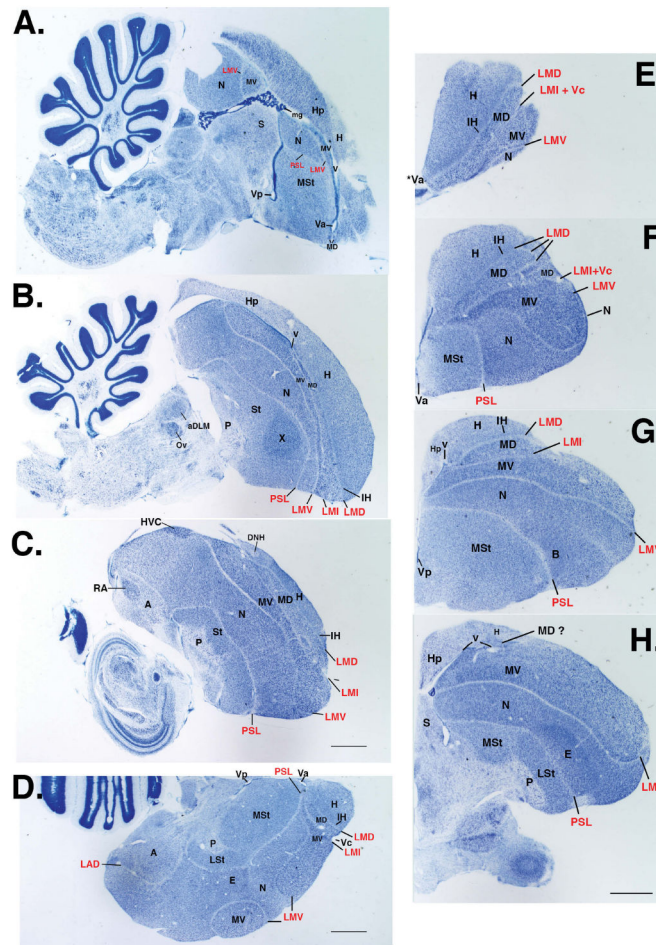 A.
LMV
MV
N
Hp
mg
S
H
N
MV
PSL
LMV
V
MSt
Vp
Va
MD
B.
Hp
V
H
MV
MD
N
St
aDLM
P
X
Ov
IH
PSL
LMV
LMI
LMD
C.
HVC
DNH
RA
A
MV
MD
H
N
St
IH
P
LMD
LMI
PSL
LMV
D.
Vp
PSL
Va
MSt
H
MD
IH
A
P
LMD
LSt
MV
Vc
LAD
LMI
E
N
MV
LMV
E
LMD
H
LMI + Vc
MD
IH
MV
LMV
N
*Va
F
IH
LMD
H
MD
MD
LMI+Vc
LMV
MV
N
N
MSt
Va
PSL
G
H
IH
LMD
MD
LMI
Hp
V
MV
N
MSt
B
Vp
PSL
H.
H
V
MD ?
Hp
MV
N
S
MSt
E
LSt
P
PSL